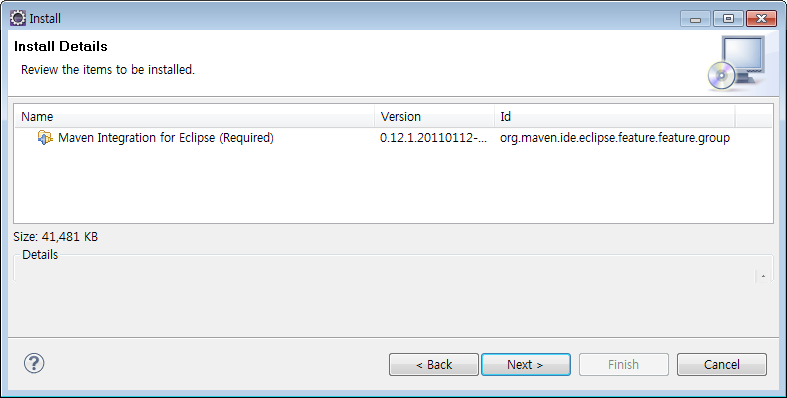 Install
Install Details
Review the items to be installed.
Name Version Id
Maven Integration for Eclipse (Required) 0.12.1.20110112-... org.maven.ide.eclipse.feature.feature.group
Size: 41,481 KB
Details
? < Back Next > Finish Cancel